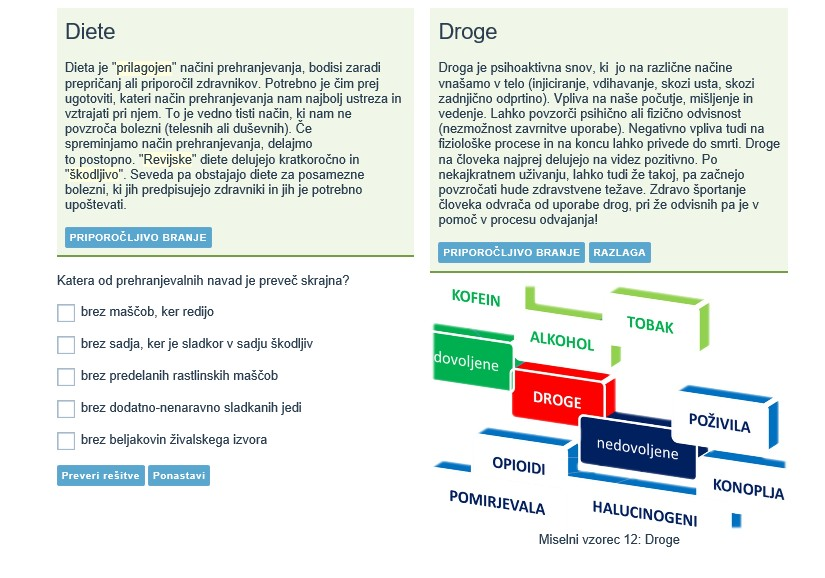 Diete
Dieta je "prilagojen" načini prehranjevanja, bodisi zaradi
prepričanj ali priporočil zdravnikov. Potrebno je čim prej
ugotoviti, kateri način prehranjevanja nam najbolj ustreza in
vztrajati pri njem. To je vedno tisti način, ki nam ne
povzroča bolezni (telesnih ali duševnih). Če
spreminjamo način prehranjevanja, delajmo
to postopno. "Revijske" diete delujejo kratkoročno in
"škodljivo". Seveda pa obstajajo diete za posamezne
bolezni, ki jih predpisujejo zdravniki in jih je potrebno
upoštevati.
PRIPOROČLJIVO BRANJE
Katera od prehranjevalnih navad je preveč skrajna?
brez maščob, ker redijo
brez sadja, ker je sladkor v sadju škodljiv
brez predelanih rastlinskih maščob
brez dodatno-nenaravno sladkanih jedi
brez beljakovin živalskega izvora
Preveri rešitve Ponastavi
Droge
Droga je psihoaktivna snov, ki jo na različne načine
vnašamo v telo (injiciranje, vdihavanje, skozi usta, skozi
zadnjično odprtino). Vpliva na naše počutje, mišljenje in
vedenje. Lahko povzorči psihično ali fizično odvisnost
(nezmožnost zavrnitve uporabe). Negativno vpliva tudi na
fiziološke procese in na koncu lahko privede do smrti. Droge
na človeka najprej delujejo na videz pozitivno. Po
nekajkratnem uživanju, lahko tudi že takoj, pa začnejo
povzročati hude zdravstvene težave. Zdravo športanje
človeka odvrača od uporabe drog, pri že odvisnih pa je v
pomoč v procesu odvajanja!
PRIPOROČLJIVO BRANJE RAZLAGA
KOFEIN
TOBAK
ALKOHOL
dovoljene
DROGE
POŽIVILA
nedovoljene
OPIOIDI
KONOPLJA
POMIRJEVALA
HALUCINOGENI
Miselni vzorec 12: Droge